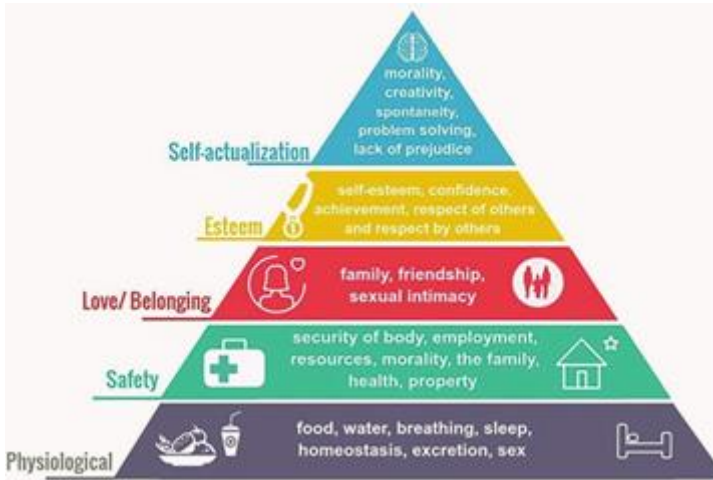 morality,
creativity,
spontaneity,
problem solving,
lack of prejudice
Self-actualization
self-esteem, confidence,
achievement, respect of others
and respect by others
Esteem
family, friendship,
sexual intimacy
Love/ Belonging
security of body, employment,
resources, morality, the family,
health, property
Safety
food, water, breathing, sleep,
homeostasis, excretion, sex
Physiological